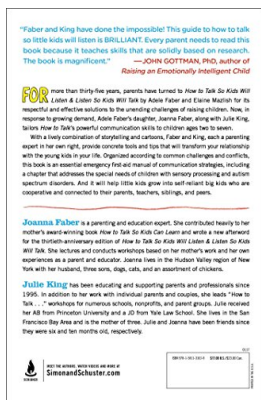 "Faber and King have done the impossible! This guide to how to talk
so little kids will listen is BRILLIANT. Every parent needs to read this
book because it teaches skills that are solidly based on research.
The book is magnificent." —JOHN GOTTMAN, PhD, author of
Raising an Emotionally Intelligent Child
FOR more than thirty-five years, parents have turned to How to Talk So Kids Will
Listen & Listen So Kids Will Talk by Adele Faber and Elaine Mazlish for its
respectful and effective solutions to the unending challenges of raising children. Now, in
response to growing demand, Adele Faber's daughter, Joanna Faber, along with Julie King,
tailors How to Talk's powerful communication skills to children ages two to seven.
With a lively combination of storytelling and cartoons, Faber and King, each a parenting
expert in her own right, provide concrete tools and tips that will transform your relationship
with the young kids in your life. Organized according to common challenges and conflicts,
this book is an essential emergency first-aid manual of communication strategies, including
a chapter that addresses the special needs of children with sensory processing and autism
spectrum disorders. And it will help little kids grow into self-reliant big kids who are
cooperative and connected to their parents, teachers, siblings, and peers.
Joanna Faber is a parenting and education expert. She contributed heavily to her
mother's award-winning book How to Talk So Kids Can Learn and wrote a new afterword
for the thirtieth-anniversary edition of How to Talk So Kids Will Listen & Listen So Kids
Will Talk. She lectures and conducts workshops based on her mother's work and her own
experiences as a parent and educator. Joanna lives in the Hudson Valley region of New
York with her husband, three sons, dogs, cats, and an assortment of chickens.
Julie King has been educating and supporting parents and professionals since
1995. In addition to her work with individual parents and couples, she leads "How to
Talk . . ." workshops for numerous schools, nonprofits, and parent groups. Julie received
her AB from Princeton University and a JD from Yale Law School. She lives in the San
Francisco Bay Area and is the mother of three. Julie and Joanna have been friends since
they were six and ten months old, respectively.
MEET THE AUTHORS, WATCH VIDEOS AND MORE AT
SimonandSchuster.com
SCRIBNER